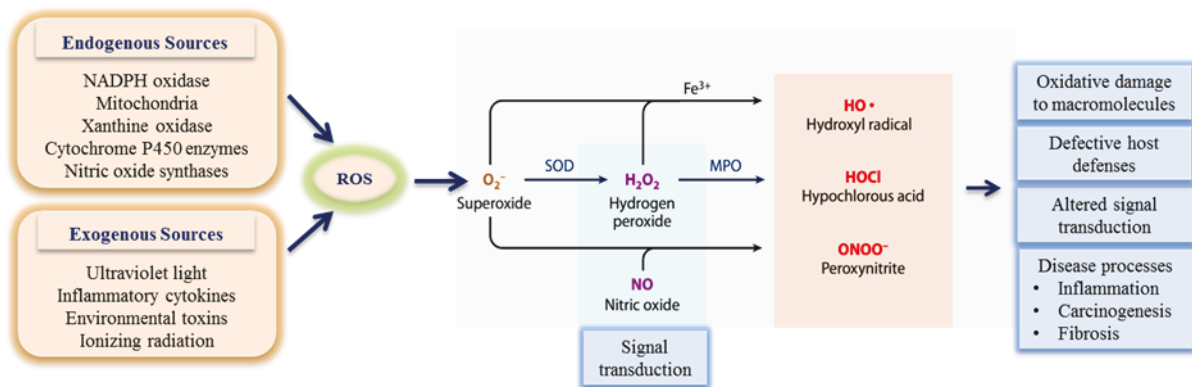 Endogenous Sources
NADPH oxidase
Mitochondria
Xanthine oxidase
Cytochrome P450 enzymes
Nitric oxide synthases
Exogenous Sources
Ultraviolet light
Inflammatory cytokines
Environmental toxins
Ionizing radiation
ROS
Fe³⁺
O₂⁻
Superoxide
SOD
H₂O₂
Hydrogen
peroxide
MPO
NO
Nitric oxide
Signal
transduction
HO •
Hydroxyl radical
HOCl
Hypochlorous acid
ONOO⁻
Peroxynitrite
Oxidative damage
to macromolecules
Defective host
defenses
Altered signal
transduction
Disease processes
• Inflammation
• Carcinogenesis
• Fibrosis